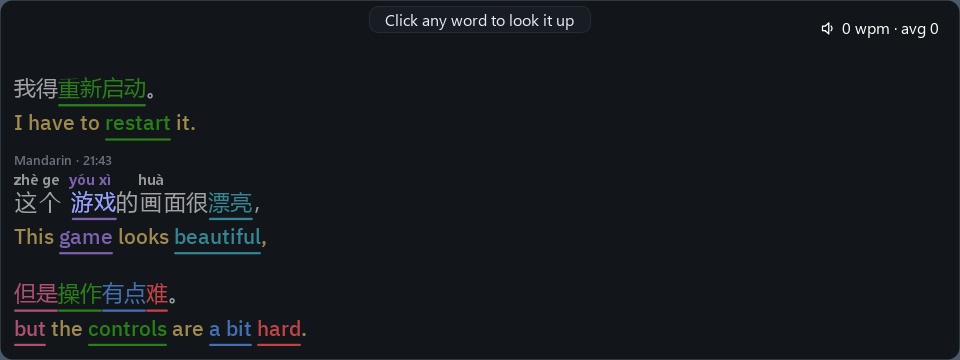 Click any word to look it up
0 wpm · avg 0
我得重新启动。
I have to restart it.
Mandarin · 21:43
zhè ge yóu xì huà
这个 游戏的画面很漂亮,
This game looks beautiful,
但是操作有点难。
but the controls are a bit hard.